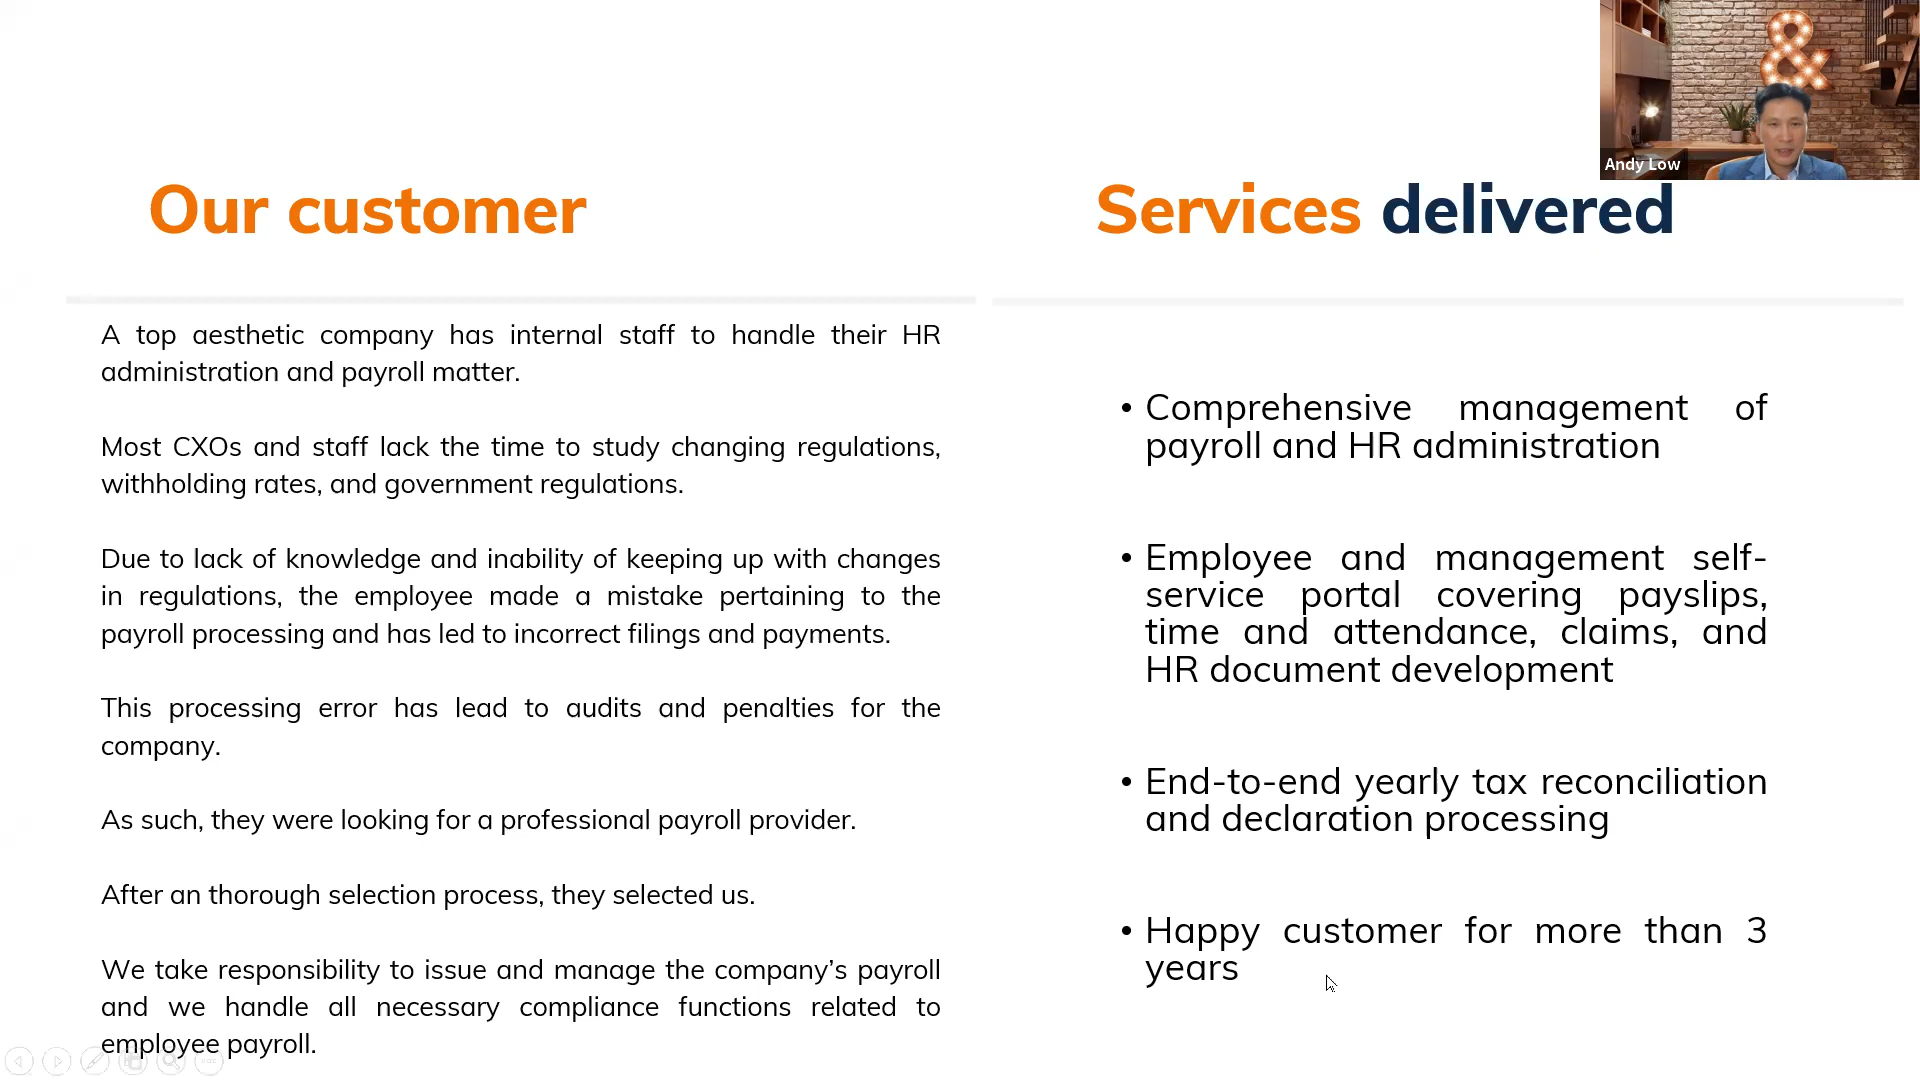 Andy Low
Our customer
A top aesthetic company has internal staff to handle their HR
administration and payroll matter.
Most CXOs and staff lack the time to study changing regulations,
withholding rates, and government regulations.
Due to lack of knowledge and inability of keeping up with changes
in regulations, the employee made a mistake pertaining to the
payroll processing and has led to incorrect filings and payments.
This processing error has lead to audits and penalties for the
company.
As such, they were looking for a professional payroll provider.
After an thorough selection process, they selected us.
We take responsibility to issue and manage the company’s payroll
and we handle all necessary compliance functions related to
employee payroll.
Services delivered
• Comprehensive management of
payroll and HR administration
• Employee and management self-
service portal covering payslips,
time and attendance, claims, and
HR document development
• End-to-end yearly tax reconciliation
and declaration processing
• Happy customer for more than 3
years